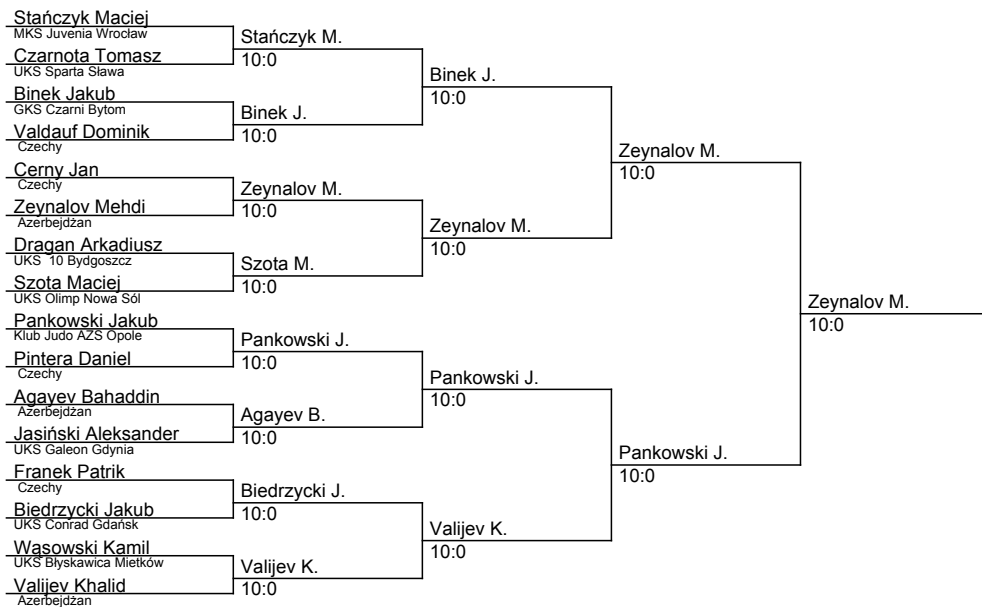 Stańczyk Maciej
MKS Juvenia Wrocław
Czarnota Tomasz
UKS Sparta Sława
Binek Jakub
GKS Czarni Bytom
Valdauf Dominik
Czechy
Cerny Jan
Czechy
Zeynalov Mehdi
Azerbejdżan
Dragan Arkadiusz
UKS 10 Bydgoszcz
Szota Maciej
UKS Olimp Nowa Sól
Pankowski Jakub
Klub Judo AZS Opole
Pintera Daniel
Czechy
Agayev Bahaddin
Azerbejdżan
Jasiński Aleksander
UKS Galeon Gdynia
Franek Patrik
Czechy
Biedrzycki Jakub
UKS Conrad Gdańsk
Wąsowski Kamil
UKS Błyskawica Mietków
Valijev Khalid
Azerbejdżan
Stańczyk M.
10:0
Binek J.
10:0
Zeynalov M.
10:0
Szota M.
10:0
Pankowski J.
10:0
Agayev B.
10:0
Biedrzycki J.
10:0
Valijev K.
10:0
Binek J.
10:0
Zeynalov M.
10:0
Pankowski J.
10:0
Valijev K.
10:0
Zeynalov M.
10:0
Pankowski J.
10:0
Zeynalov M.
10:0